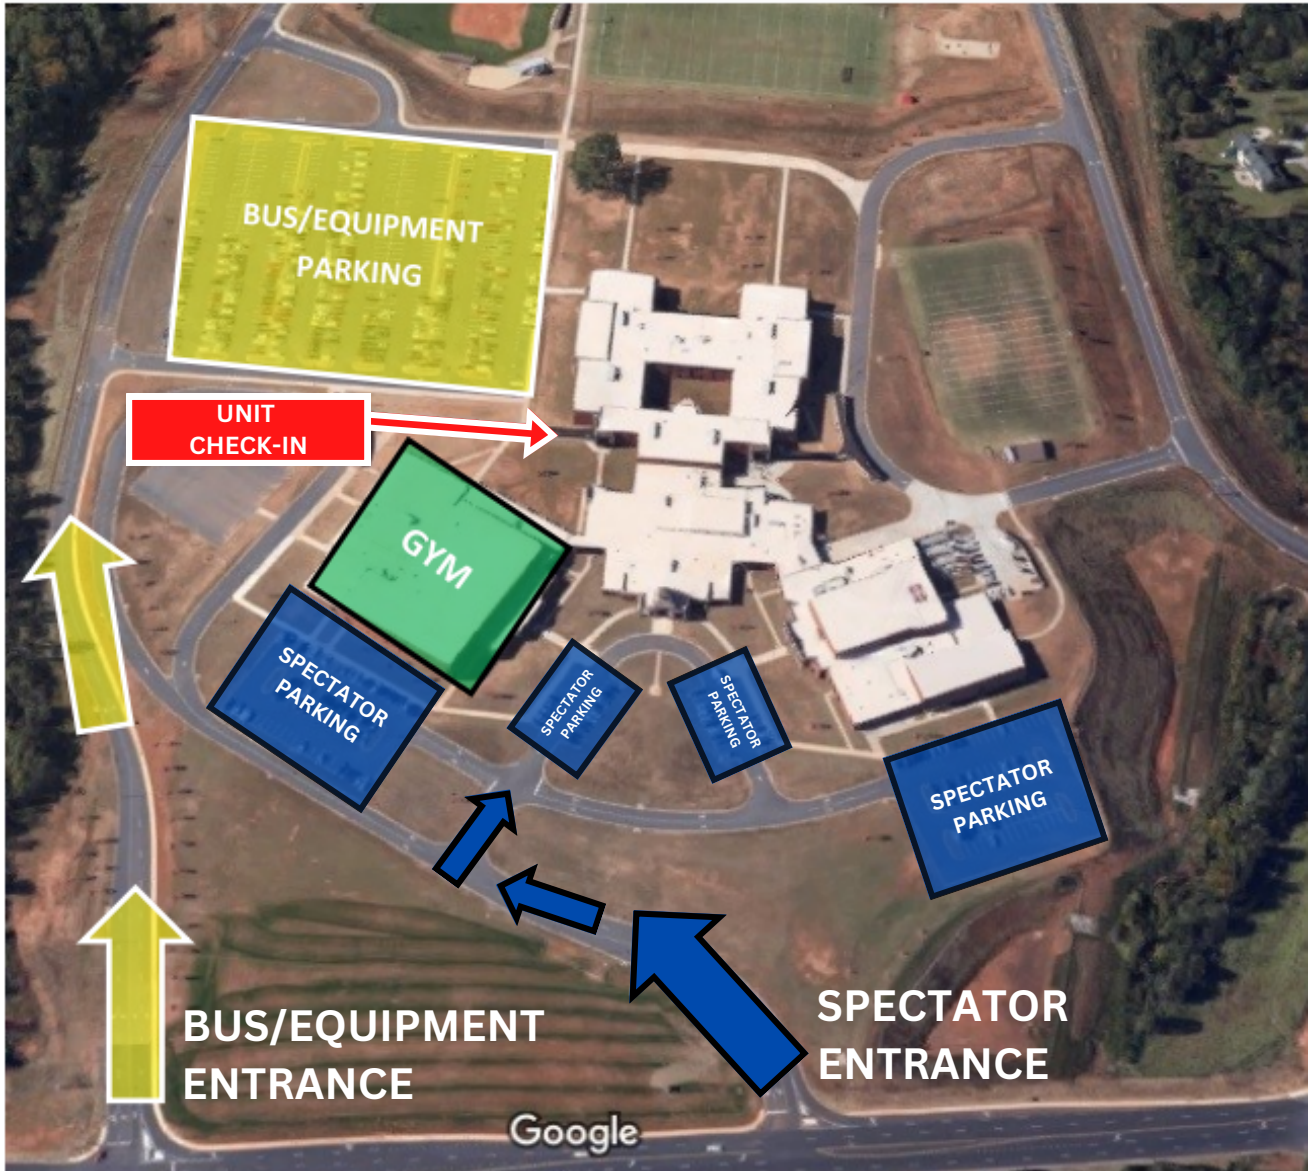 BUS/EQUIPMENT
PARKING
UNIT
CHECK-IN
GYM
SPECTATOR
PARKING
SPECTATOR
PARKING
SPECTATOR
PARKING
SPECTATOR
PARKING
BUS/EQUIPMENT
ENTRANCE
SPECTATOR
ENTRANCE
Google